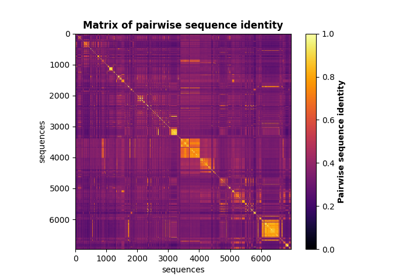 Matrix of pairwise sequence identity
0
1000
2000
3000
4000
5000
6000
sequences
0 1000 2000 3000 4000 5000 6000
sequences
1.0
0.8
0.6
0.4
0.2
0.0
Pairwise sequence identity